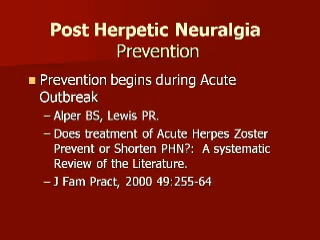 Post Herpetic Neuralgia
Prevention
Prevention begins during Acute
Outbreak
– Alper BS, Lewis PR.
– Does treatment of Acute Herpes Zoster
Prevent or Shorten PHN?: A systematic
Review of the Literature.
– J Fam Pract, 2000 49:255-64